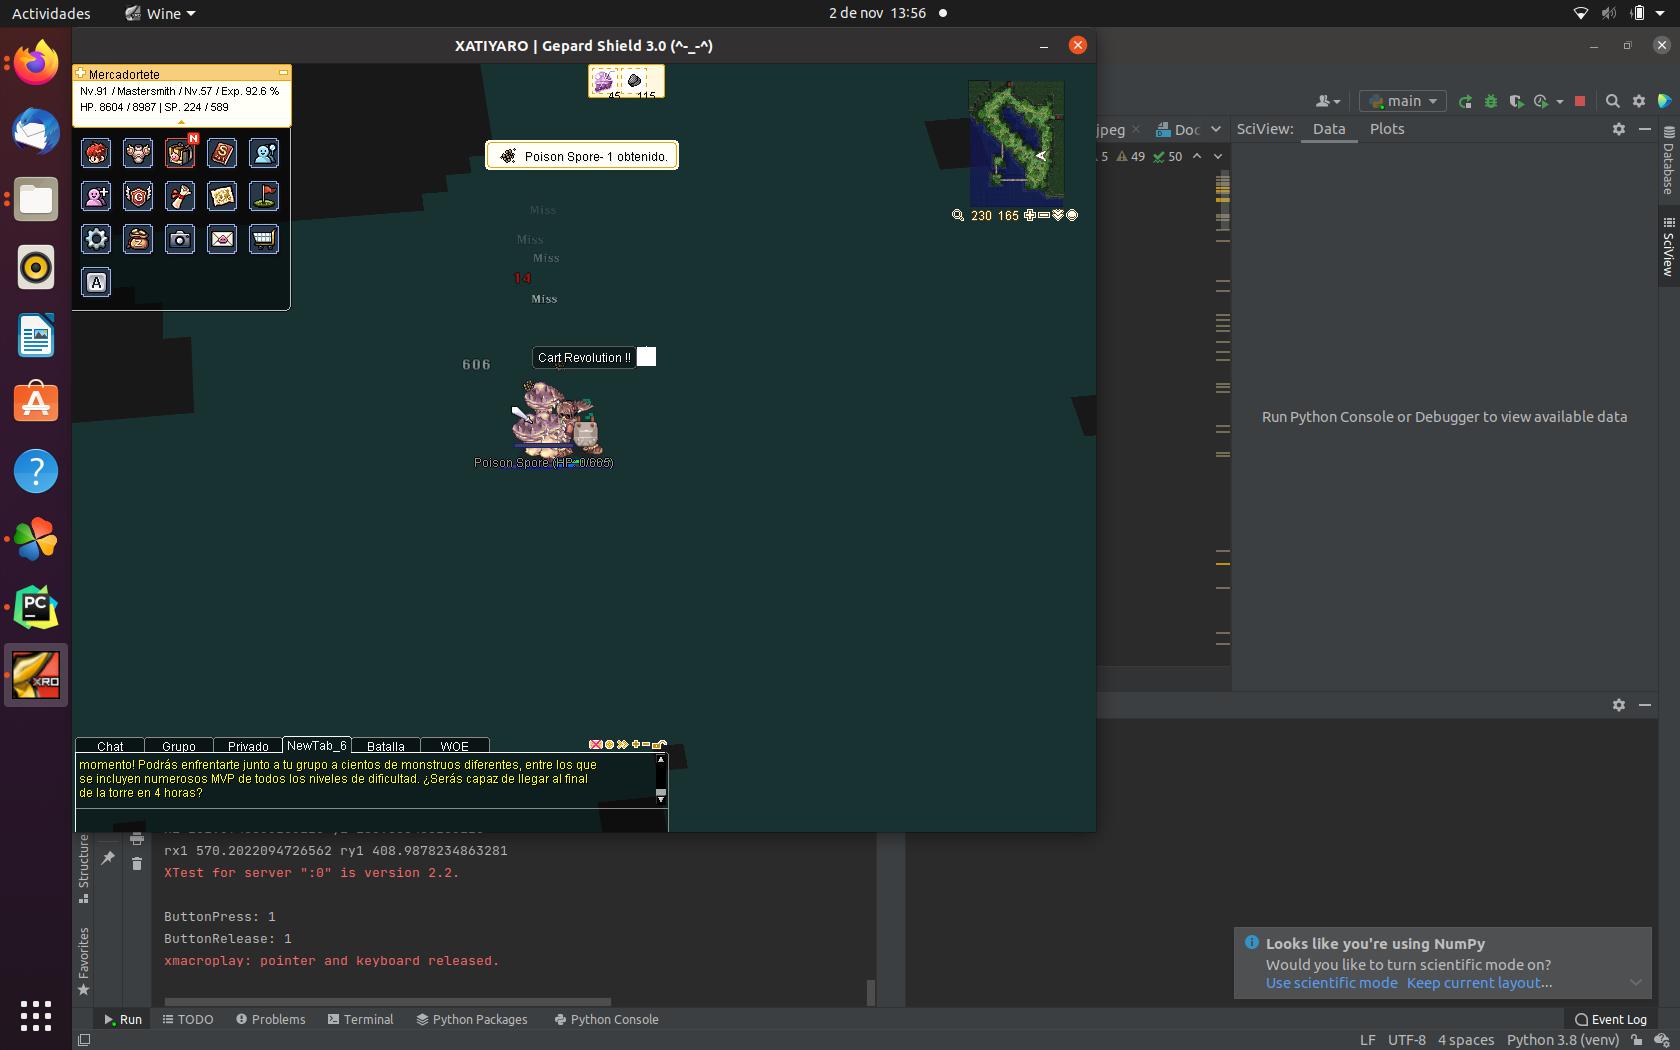 Actividades
Wine
2 de nov 13:56
XATIYARO | Gepard Shield 3.0 (^-_-^)
Mercadortete
Nv.91 / Mastersmith / Nv.57 / Exp. 92.6 %
HP. 8604 / 8987 | SP. 224 / 589
N
A
45 115
Poison Spore- 1 obtenido.
Miss
Miss
Miss
14
Miss
606
Cart Revolution !!
Poison Spore (HP: 0/665)
230 165
main
jpeg
Doc
SciView:
Data
Plots
5 49 50
Database
SciView
Run Python Console or Debugger to view available data
XRO
PC
Chat
Grupo
Privado
NewTab_6
Batalla
WOE
momento! Podrás enfrentarte junto a tu grupo a cientos de monstruos diferentes, entre los que
se incluyen numerosos MVP de todos los niveles de dificultad. ¿Serás capaz de llegar al final
de la torre en 4 horas?
rx1 570.2022094726562 ry1 408.9878234863281
XTest for server ":0" is version 2.2.
ButtonPress: 1
ButtonRelease: 1
xmacroplay: pointer and keyboard released.
Structure
Favorites
Looks like you're using NumPy
Would you like to turn scientific mode on?
Use scientific mode Keep current layout...
Run
TODO
Problems
Terminal
Python Packages
Python Console
Event Log
LF UTF-8 4 spaces Python 3.8 (venv)